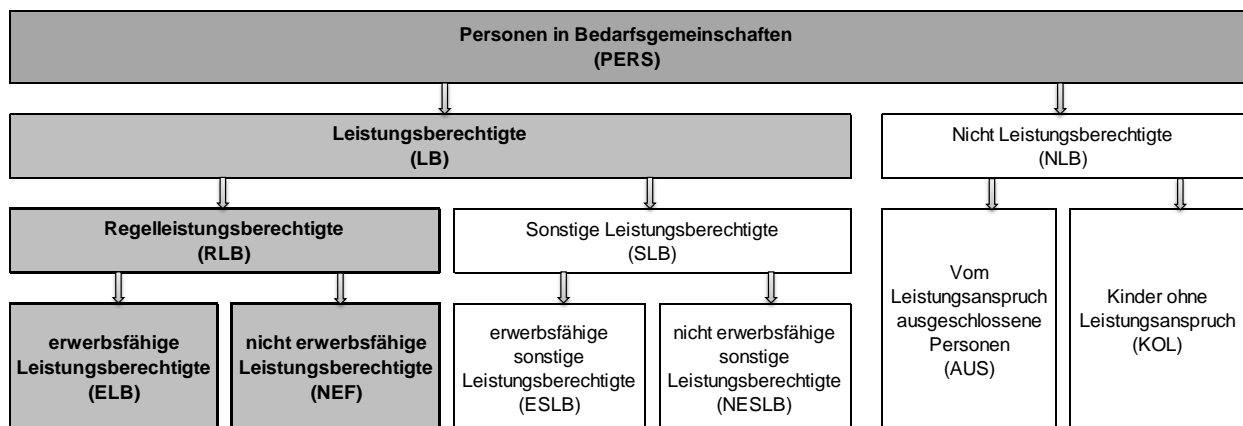 Personen in Bedarfsgemeinschaften
(PERS)
Leistungsberechtigte
(LB)
Nicht Leistungsberechtigte
(NLB)
Regelleistungsberechtigte
(RLB)
Sonstige Leistungsberechtigte
(SLB)
erwerbsfähige
Leistungsberechtigte
(ELB)
nicht erwerbsfähige
Leistungsberechtigte
(NEF)
erwerbsfähige
sonstige
Leistungsberechtigte
(ESLB)
nicht erwerbsfähige
sonstige
Leistungsberechtigte
(NESLB)
Vom
Leistungsanspruch
ausgeschlossene
Personen
(AUS)
Kinder ohne
Leistungsanspruch
(KOL)